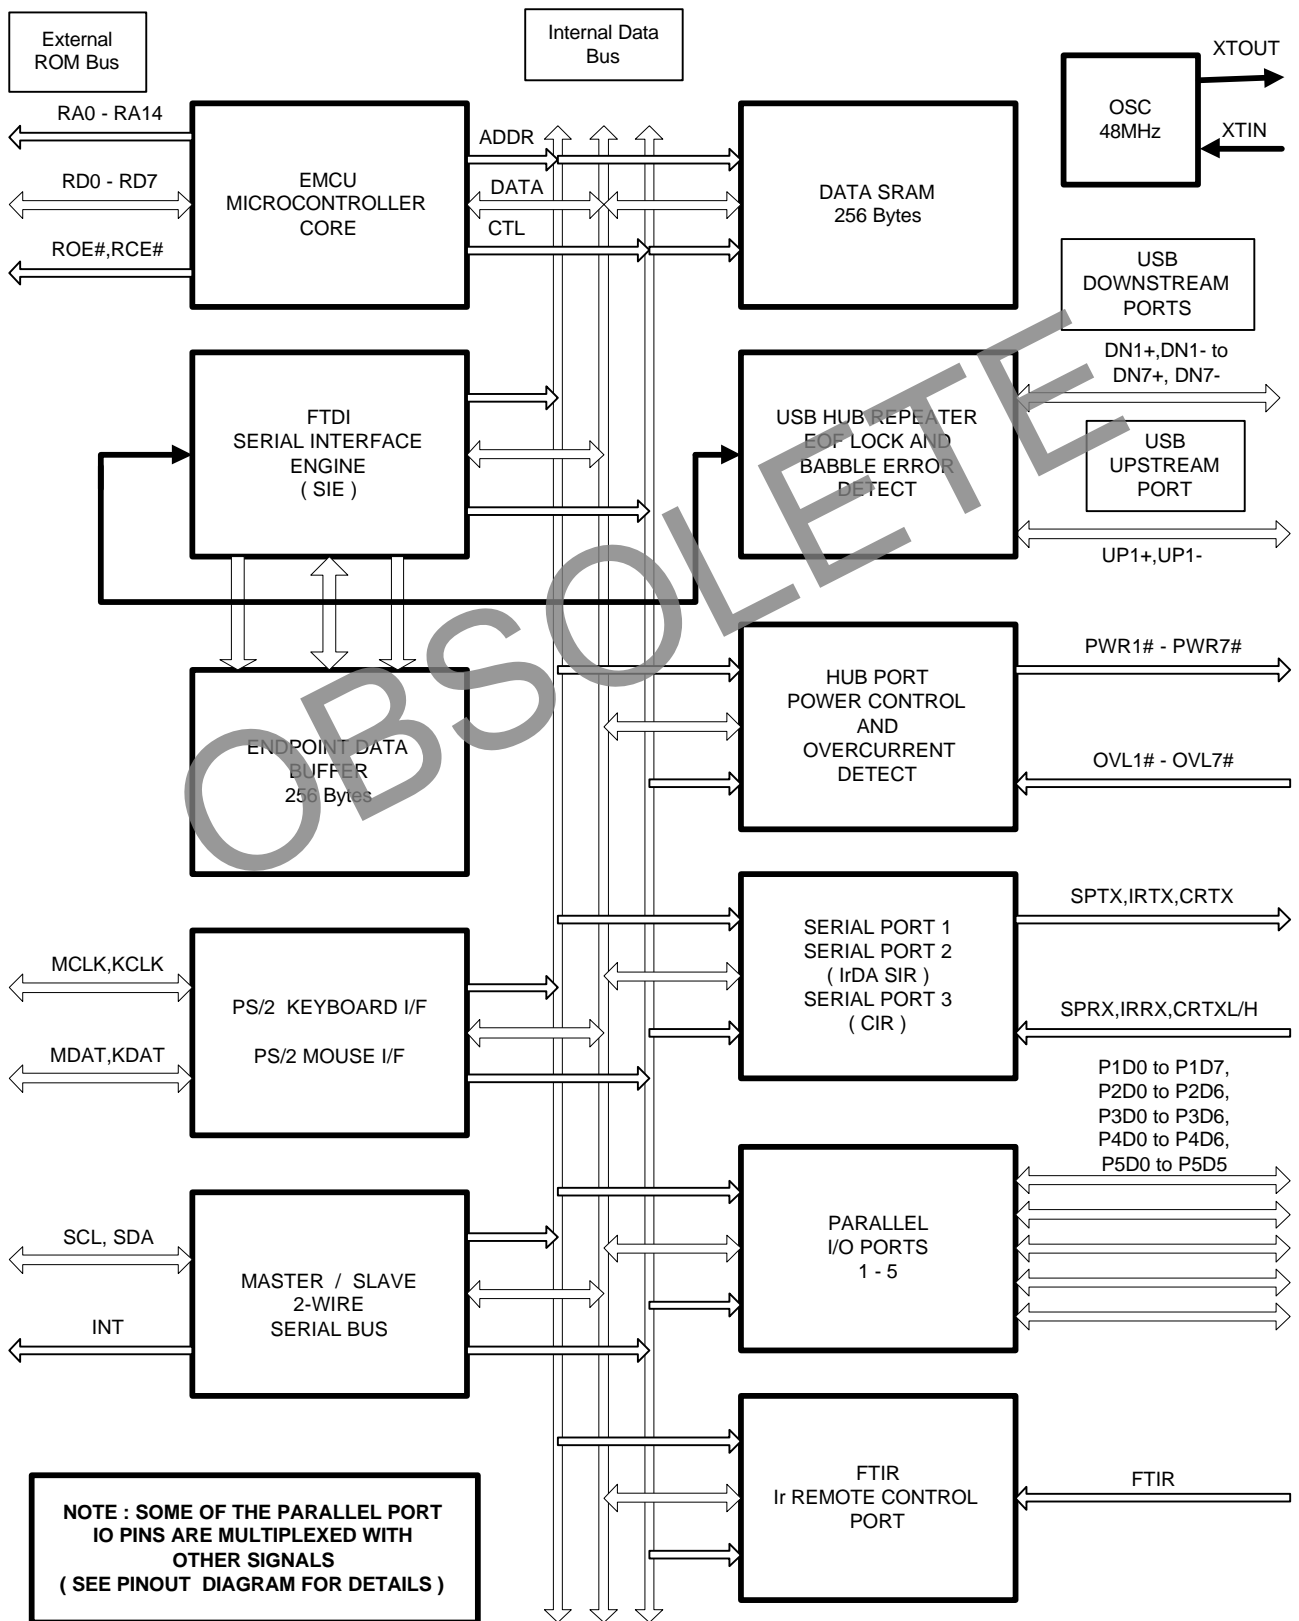 External
ROM Bus
Internal Data
Bus
XTOUT
OSC
48MHz
XTIN
RA0 - RA14
RD0 - RD7
ROE#,RCE#
EMCU
MICROCONTROLLER
CORE
ADDR
DATA
CTL
DATA SRAM
256 Bytes
USB
DOWNSTREAM
PORTS
FTDI
SERIAL INTERFACE
ENGINE
( SIE )
USB HUB REPEATER
EOF LOCK AND
BABBLE ERROR
DETECT
DN1+,DN1- to
DN7+, DN7-
USB
UPSTREAM
PORT
UP1+,UP1-
OBSOLETE
ENDPOINT DATA
BUFFER
256 Bytes
HUB PORT
POWER CONTROL
AND
OVERCURRENT
DETECT
PWR1# - PWR7#
OVL1# - OVL7#
MCLK,KCLK
MDAT,KDAT
PS/2 KEYBOARD I/F
PS/2 MOUSE I/F
SERIAL PORT 1
SERIAL PORT 2
( IrDA SIR )
SERIAL PORT 3
( CIR )
SPTX,IRTX,CRTX
SPRX,IRRX,CRTXL/H
SCL, SDA
INT
MASTER / SLAVE
2-WIRE
SERIAL BUS
PARALLEL
I/O PORTS
1 - 5
P1D0 to P1D7,
P2D0 to P2D6,
P3D0 to P3D6,
P4D0 to P4D6,
P5D0 to P5D5
NOTE : SOME OF THE PARALLEL PORT
IO PINS ARE MULTIPLEXED WITH
OTHER SIGNALS
( SEE PINOUT DIAGRAM FOR DETAILS )
FTIR
Ir REMOTE CONTROL
PORT
FTIR